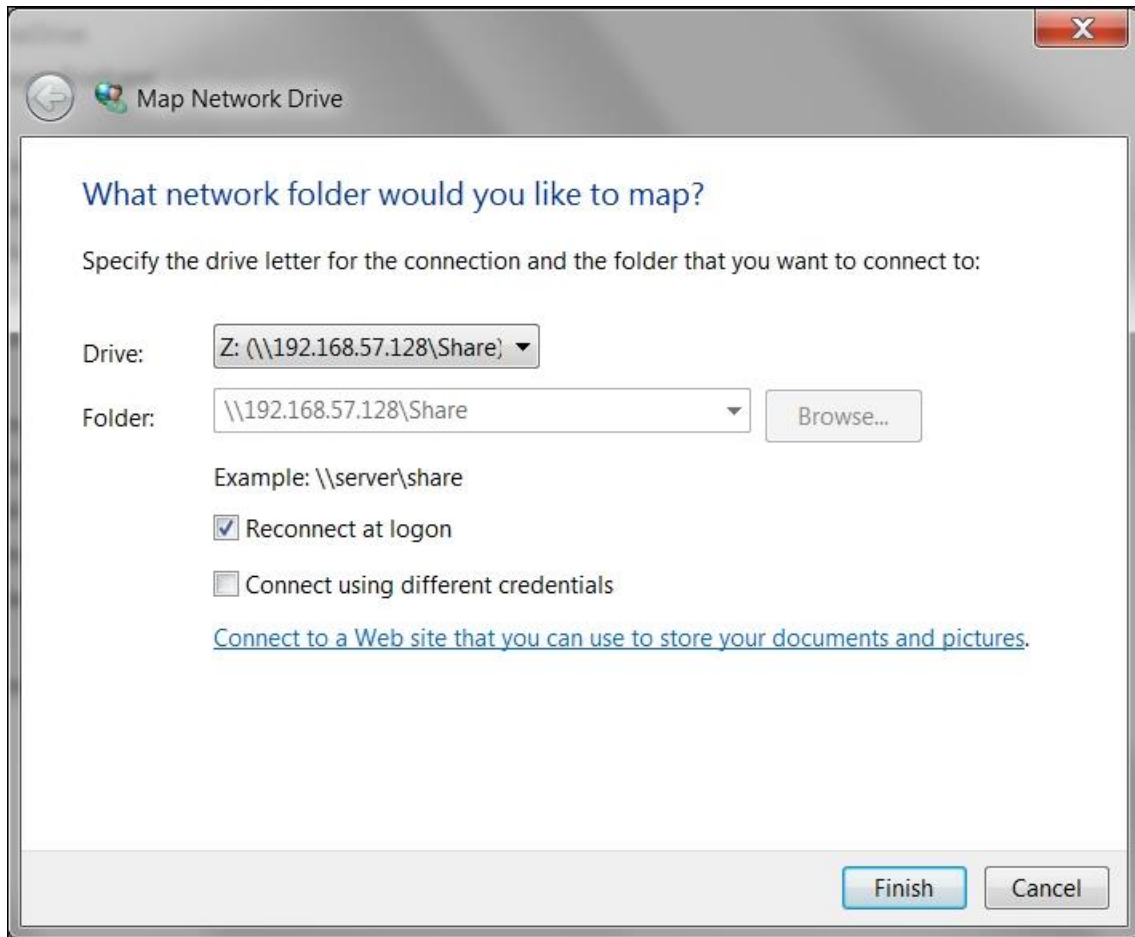 Map Network Drive
What network folder would you like to map?
Specify the drive letter for the connection and the folder that you want to connect to:
Drive: Z: (\\192.168.57.128\Share)
Folder: \\192.168.57.128\Share Browse...
Example: \\server\share
Reconnect at logon
Connect using different credentials
Connect to a Web site that you can use to store your documents and pictures.
Finish Cancel